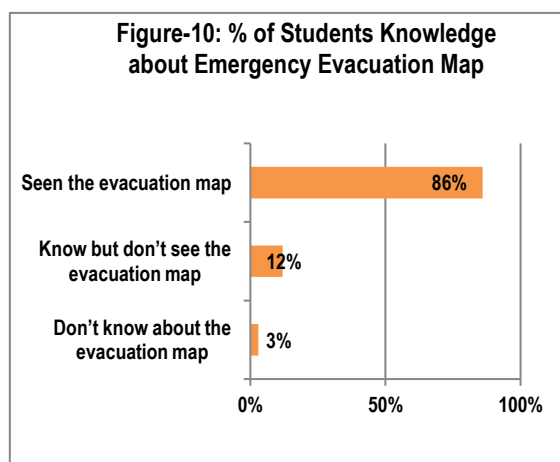 Figure-10: % of Students Knowledge
about Emergency Evacuation Map
Seen the evacuation map
86%
Know but don’t see the
evacuation map
12%
Don’t know about the
evacuation map
3%
0%
50%
100%